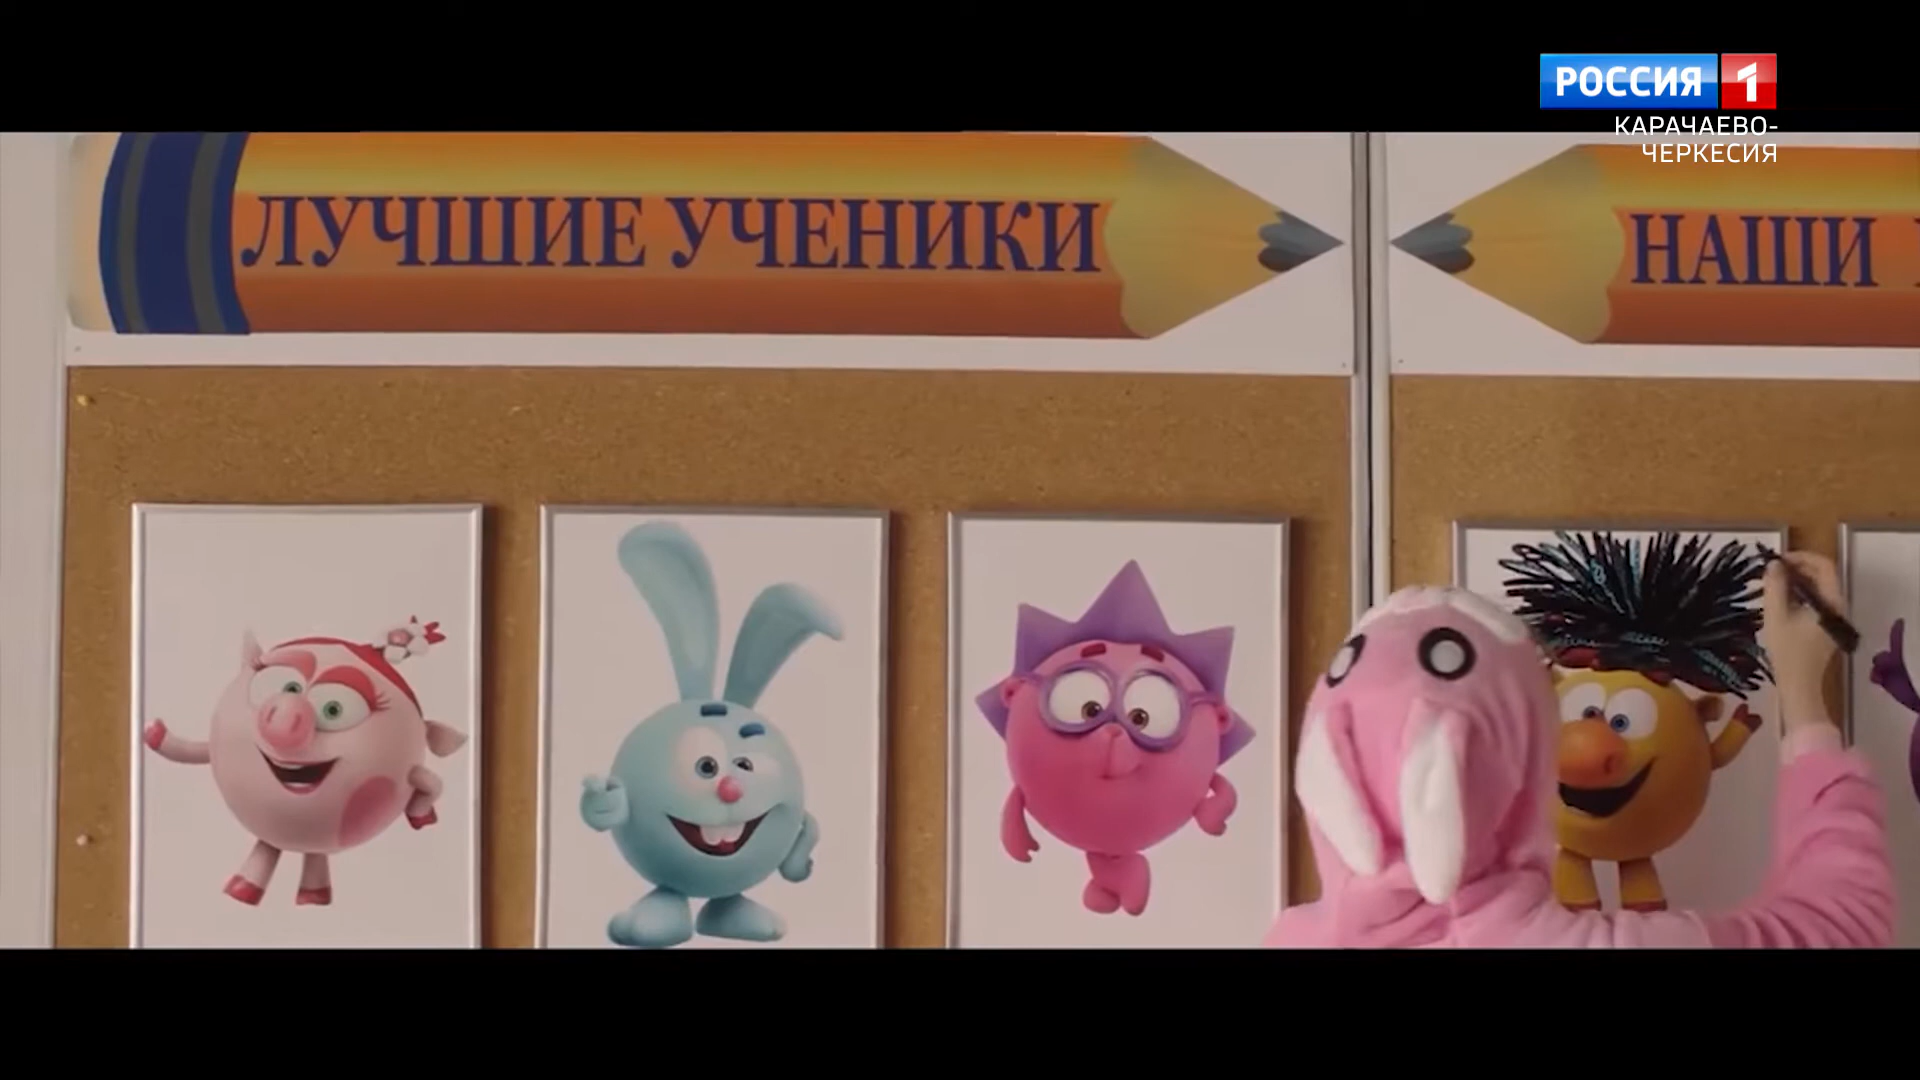 РОССИЯ 1
КАРАЧАЕВО-
ЧЕРКЕСИЯ
ЛУЧШИЕ УЧЕНИКИ
НАШИ